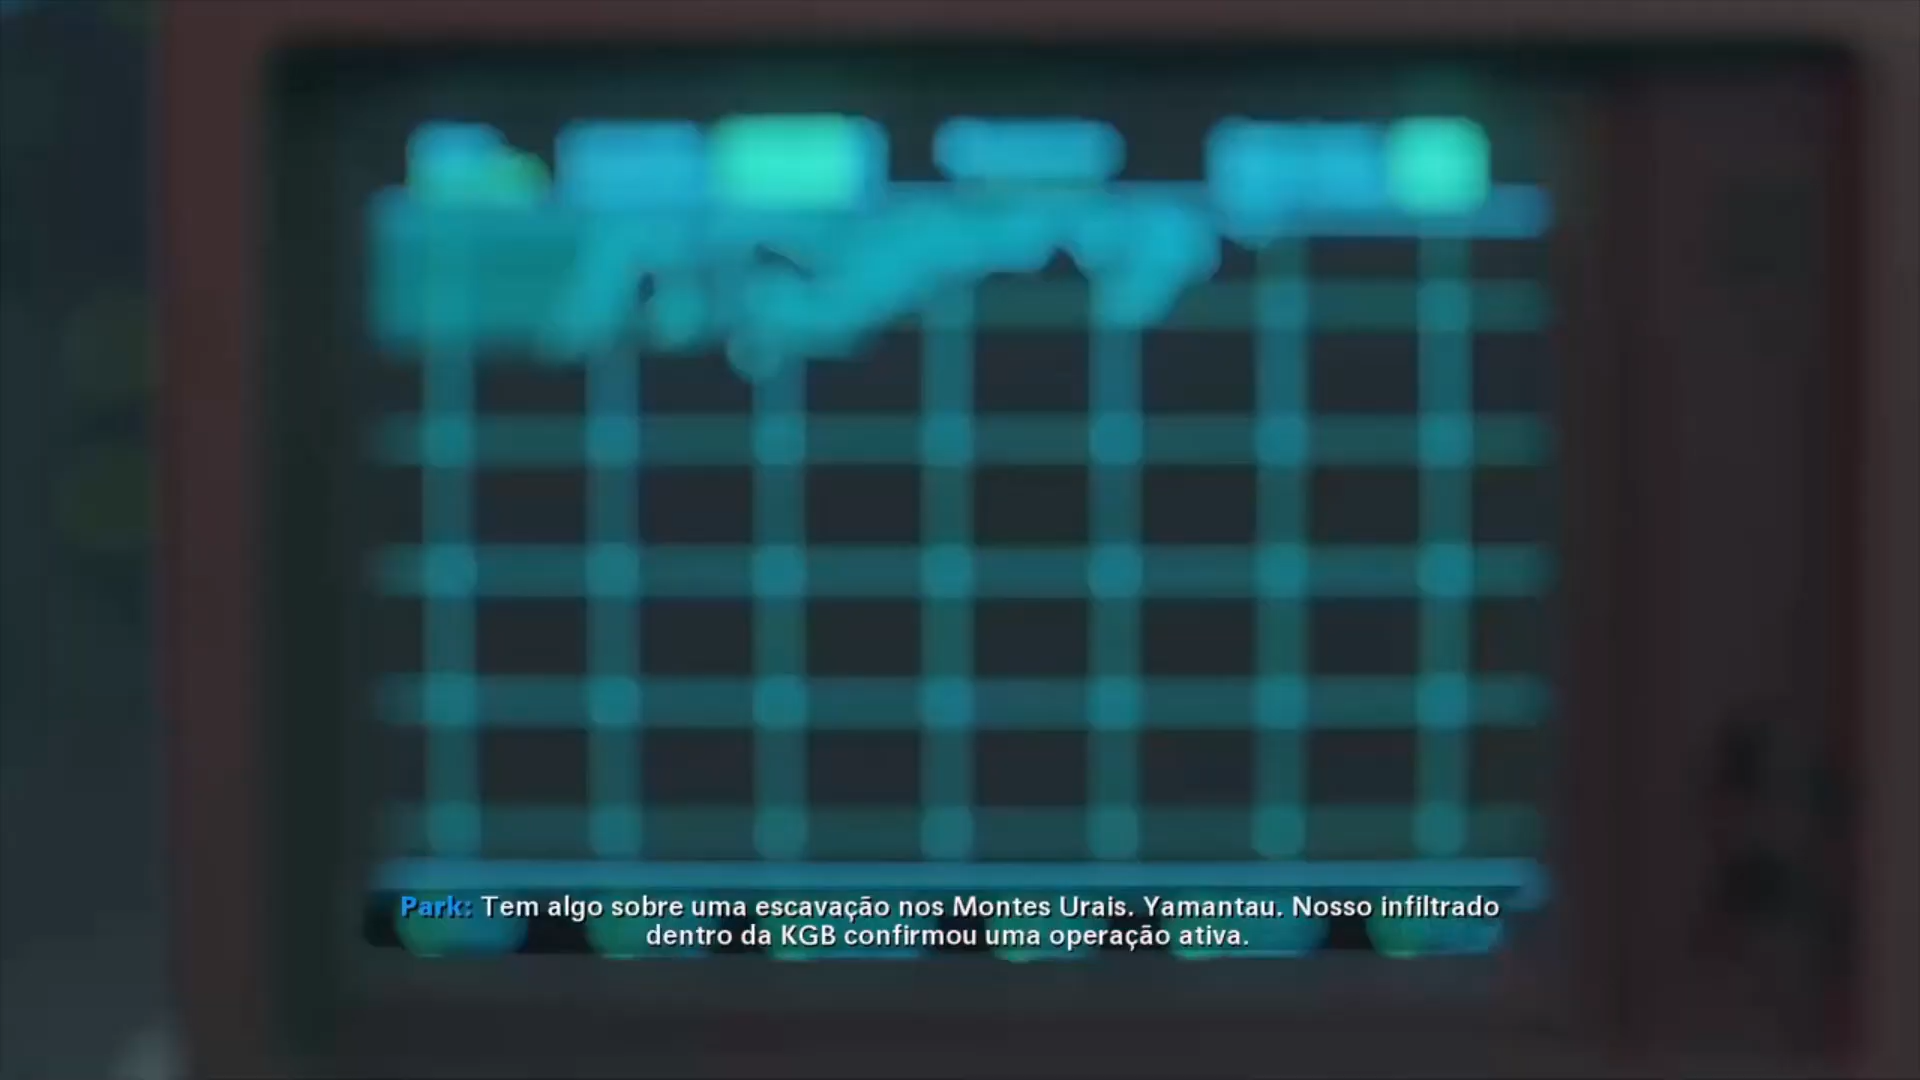 Park: Tem algo sobre uma escavação nos Montes Urais. Yamantau. Nosso infiltrado
dentro da KGB confirmou uma operação ativa.